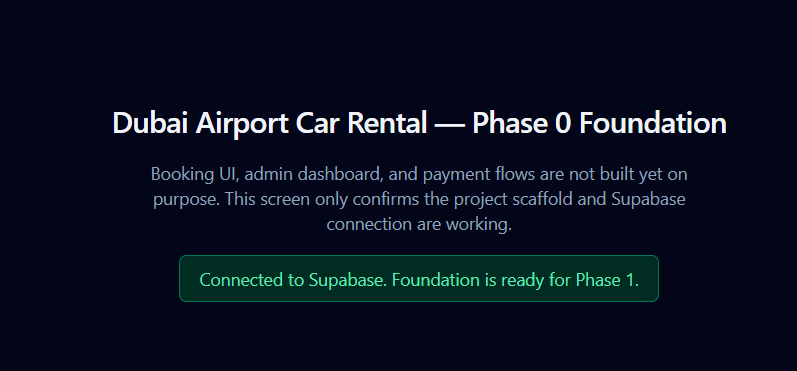 Dubai Airport Car Rental — Phase 0 Foundation
Booking UI, admin dashboard, and payment flows are not built yet on
purpose. This screen only confirms the project scaffold and Supabase
connection are working.
Connected to Supabase. Foundation is ready for Phase 1.